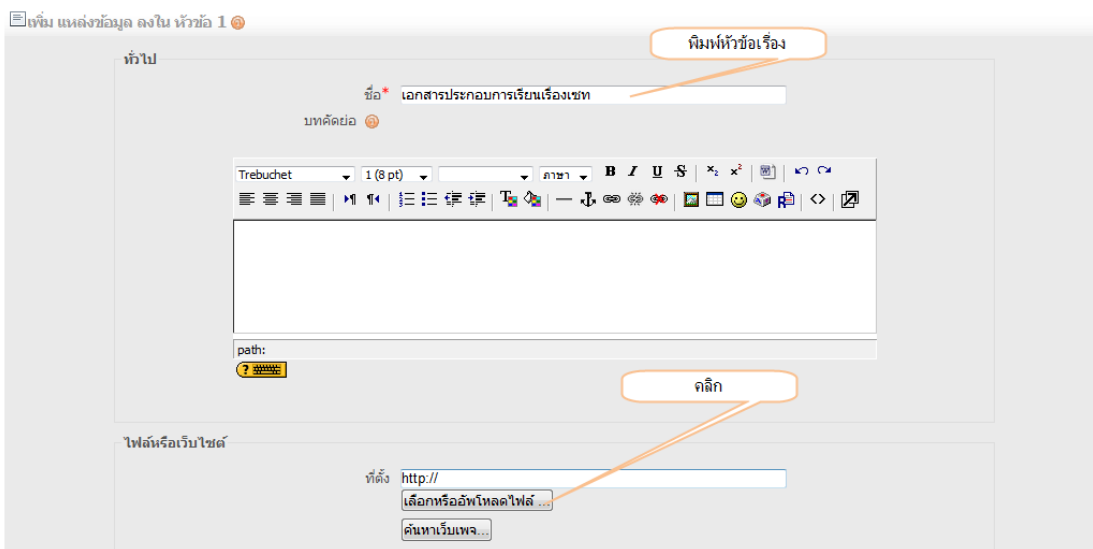 เพิ่ม แหล่งข้อมูล ลงใน หัวข้อ 1
พิมพ์หัวข้อเรื่อง
ทั่วไป
ชื่อ* เอกสารประกอบการเรียนเรื่องเซท
บทคัดย่อ
Trebuchet 1 (8 pt) ภาษา B I U S x₂ x²
path:
?
คลิก
ไฟล์หรือเว็บไซต์
ที่ตั้ง http://
เลือกหรืออัพโหลดไฟล์ ...
ค้นหาเว็บเพจ...